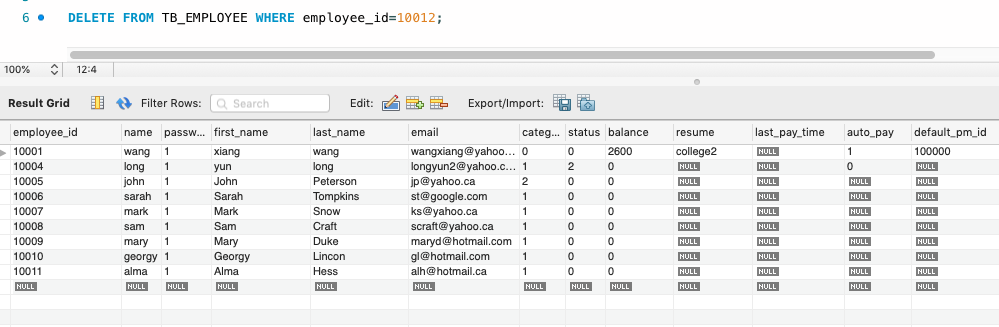 6 DELETE FROM TB_EMPLOYEE WHERE employee_id=10012;
100% 12:4
Result Grid Filter Rows: Search Edit: Export/Import:
employee_id name passw... first_name last_name email categ... status balance resume last_pay_time auto_pay default_pm_id
10001 wang 1 xiang wang wangxiang@yahoo... 0 0 2600 college2 NULL 1 100000
10004 long 1 yun long longyun2@yahoo.c... 1 2 0 NULL NULL 0 NULL
10005 john 1 John Peterson jp@yahoo.ca 2 0 0 NULL NULL NULL NULL
10006 sarah 1 Sarah Tompkins st@google.com 1 0 0 NULL NULL NULL NULL
10007 mark 1 Mark Snow ks@yahoo.ca 1 0 0 NULL NULL NULL NULL
10008 sam 1 Sam Craft scraft@yahoo.ca 1 0 0 NULL NULL NULL NULL
10009 mary 1 Mary Duke maryd@hotmail.com 1 0 0 NULL NULL NULL NULL
10010 georgy 1 Georgy Lincon gl@hotmail.com 1 0 0 NULL NULL NULL NULL
10011 alma 1 Alma Hess alh@hotmail.ca 1 0 0 NULL NULL NULL NULL
NULL NULL NULL NULL NULL NULL NULL NULL NULL NULL NULL NULL NULL